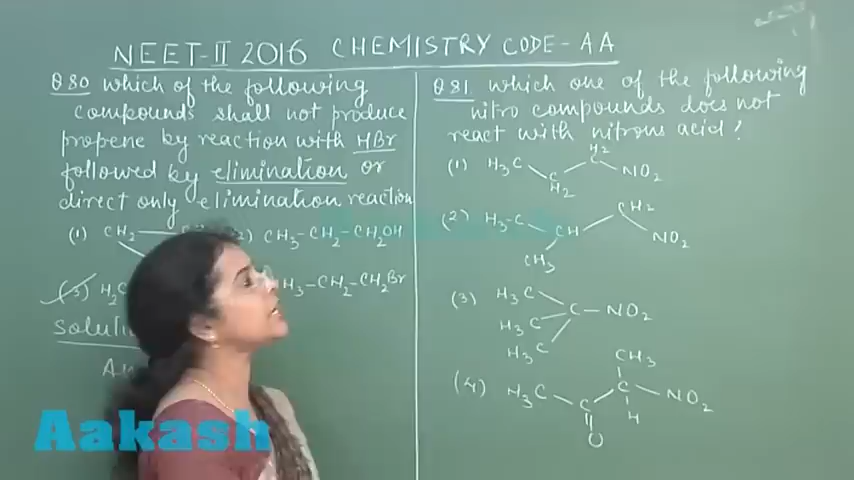 NEET-II 2016 CHEMISTRY CODE-AA
Q80 which of the following
compounds shall not produce
propene by reaction with HBr
followed by elimination or
direct only elimination reaction
(1) CH2
2) CH3-CH2-CH2OH
(3) H2C
H3-CH2-CH2Br
Soluti
An
Q81 which one of the following
nitro compounds does not
react with nitrous acid?
(1) H3C C H2 C H2 NO2
(2) H3C CH CH2 NO2
CH3
(3) H3C
H3C C-NO2
H3C
(4) H3C C C NO2
CH3
O H
Aakash